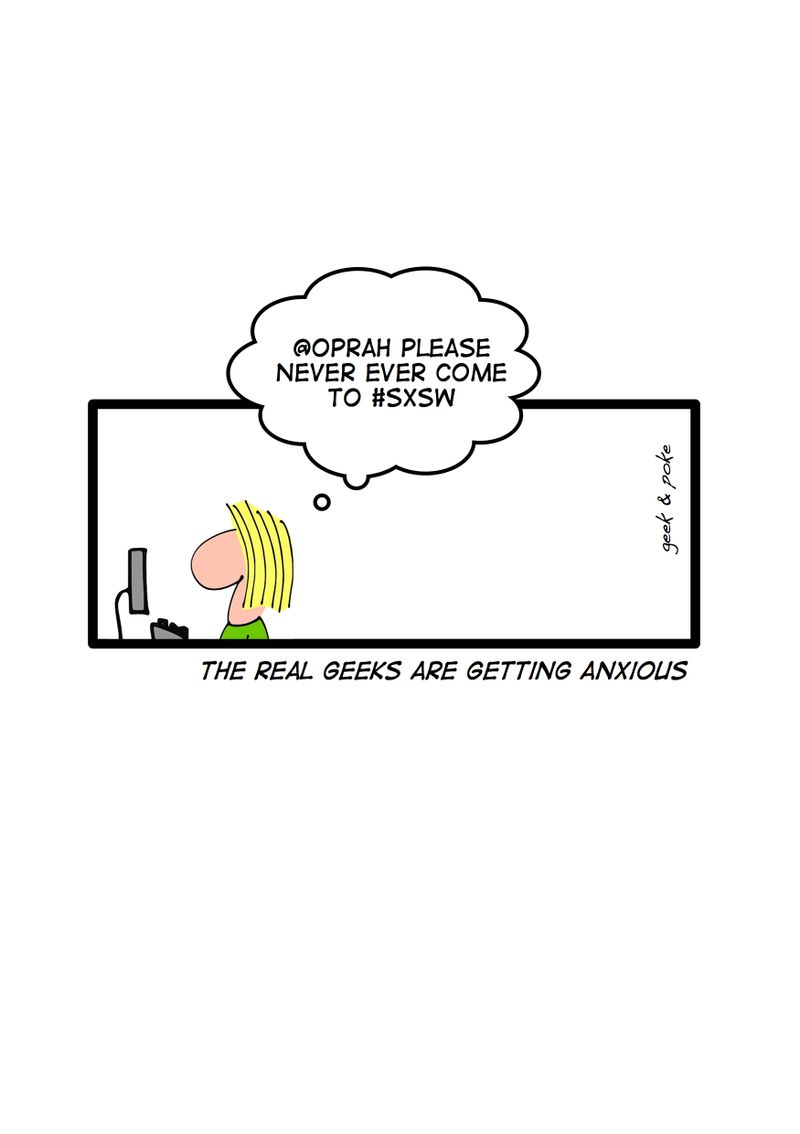 @OPRAH PLEASE
NEVER EVER COME
TO #SXSW
geek & poke
THE REAL GEEKS ARE GETTING ANXIOUS